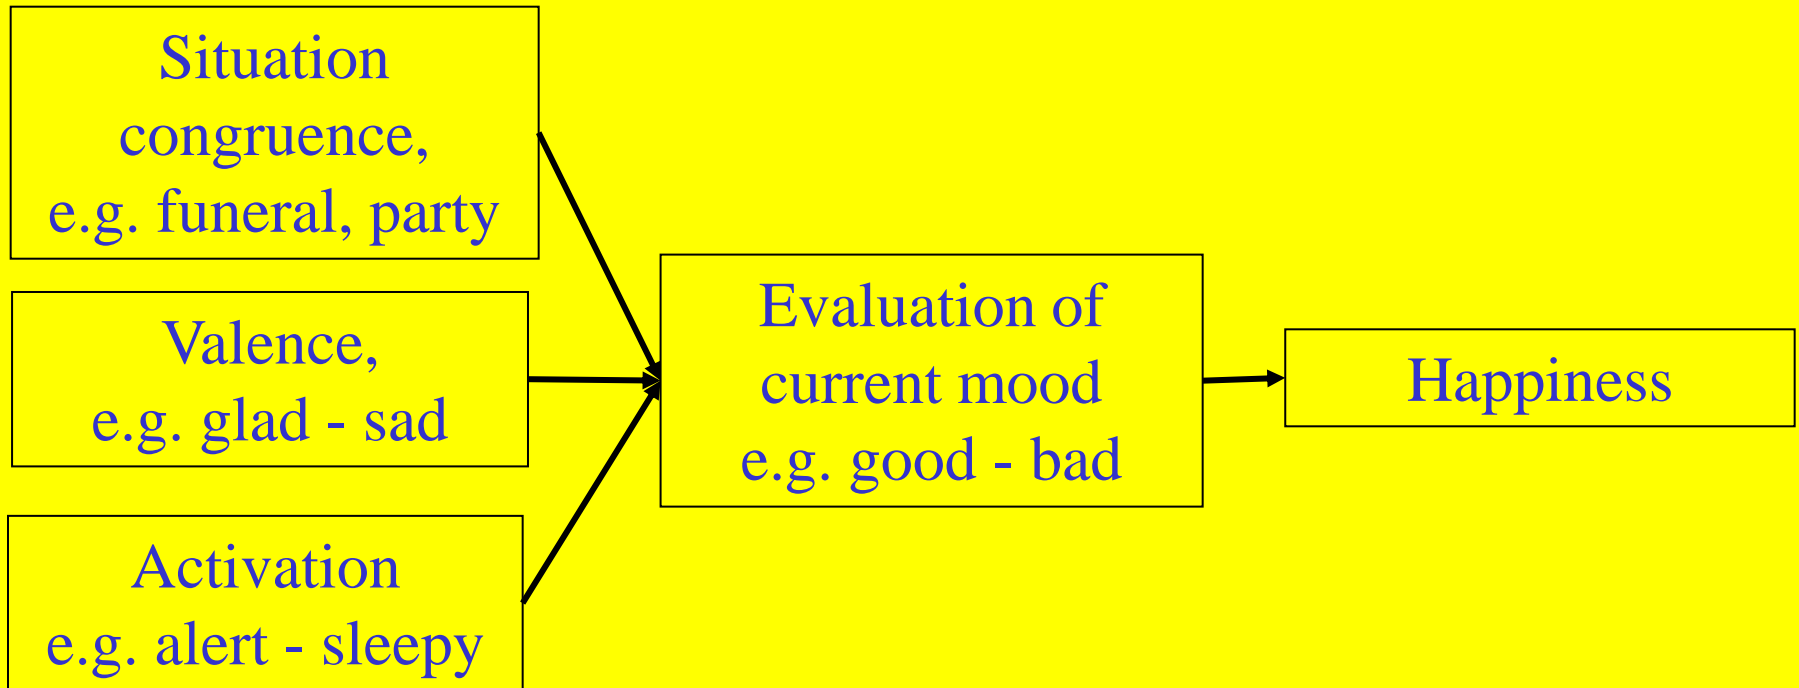 Situation
congruence,
e.g. funeral, party
Valence,
e.g. glad - sad
Activation
e.g. alert - sleepy
Evaluation of
current mood
e.g. good - bad
Happiness